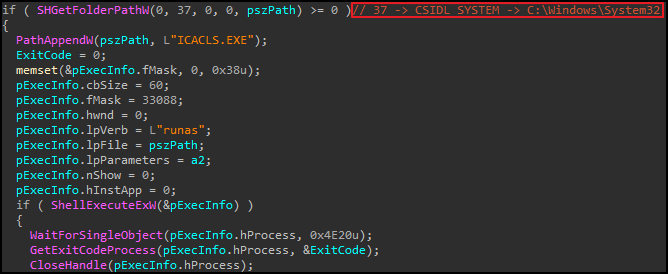 if ( SHGetFolderPathW(0, 37, 0, 0, pszPath) >= 0 )// 37 -> CSIDL SYSTEM -> C:\Windows\System32
{
PathAppendW(pszPath, L"ICACLS.EXE");
ExitCode = 0;
memset(&pExecInfo.fMask, 0, 0x38u);
pExecInfo.cbSize = 60;
pExecInfo.fMask = 33088;
pExecInfo.hwnd = 0;
pExecInfo.lpVerb = L"runas";
pExecInfo.lpFile = pszPath;
pExecInfo.lpParameters = a2;
pExecInfo.nShow = 0;
pExecInfo.hInstApp = 0;
if ( ShellExecuteExW(&pExecInfo) )
{
WaitForSingleObject(pExecInfo.hProcess, 0x4E20u);
GetExitCodeProcess(pExecInfo.hProcess, &ExitCode);
CloseHandle(pExecInfo.hProcess);